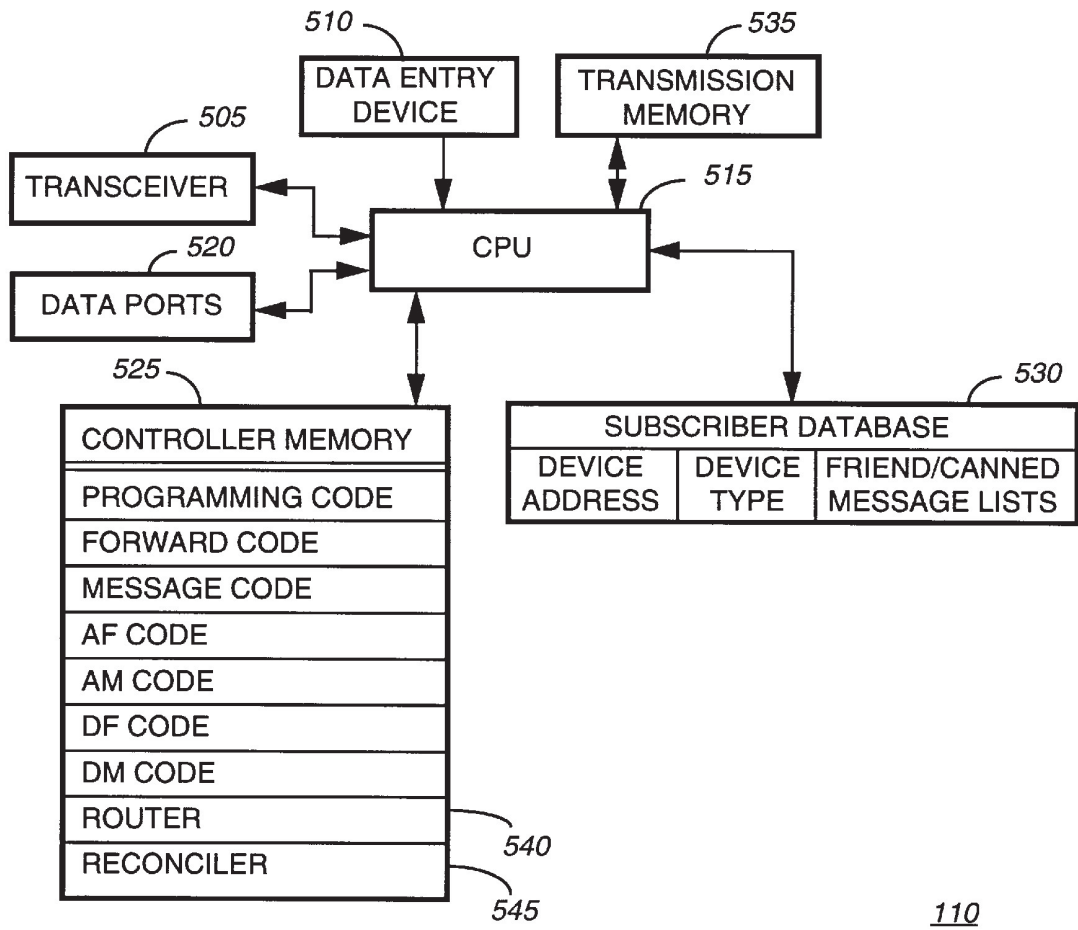 510
DATA ENTRY
DEVICE
535
TRANSMISSION
MEMORY
505
TRANSCEIVER
515
CPU
520
DATA PORTS
525
CONTROLLER MEMORY
PROGRAMMING CODE
FORWARD CODE
MESSAGE CODE
AF CODE
AM CODE
DF CODE
DM CODE
ROUTER
540
RECONCILER
545
530
SUBSCRIBER DATABASE
DEVICE
ADDRESS
DEVICE
TYPE
FRIEND/CANNED
MESSAGE LISTS
110